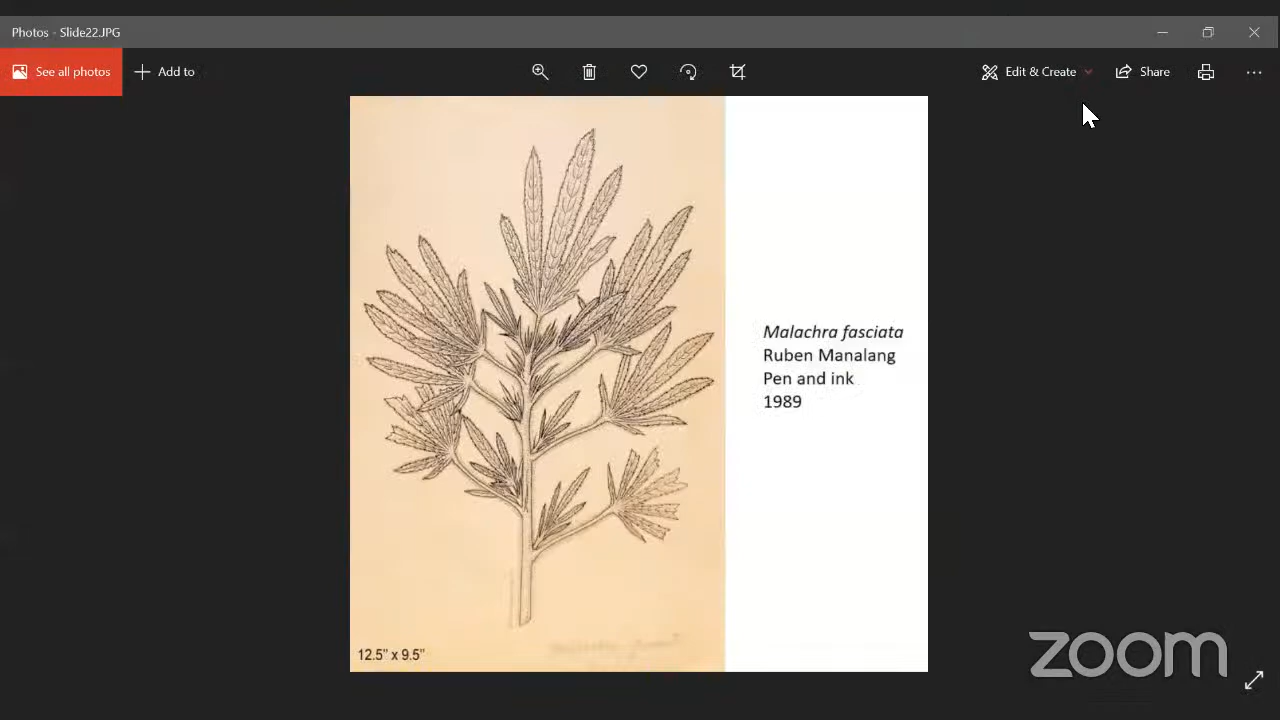 Photos - Slide22.JPG
See all photos
Add to
Edit & Create
Share
Malachra fasciata
Ruben Manalang
Pen and ink
1989
12.5" x 9.5"
zoom